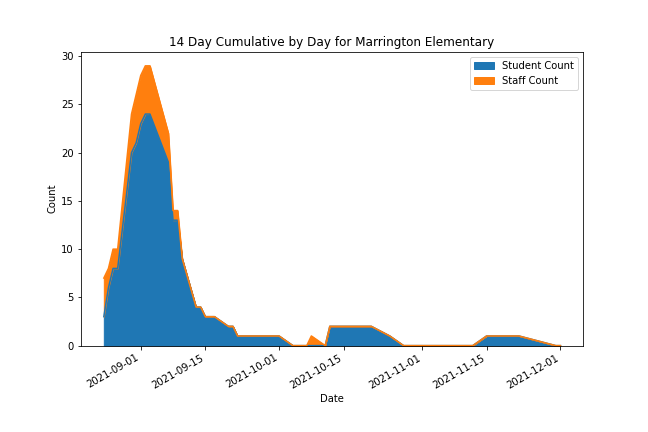 14 Day Cumulative by Day for Marrington Elementary
Student Count
Staff Count
30
25
20
15
10
5
0
Count
2021-09-01
2021-09-15
2021-10-01
2021-10-15
2021-11-01
2021-11-15
2021-12-01
Date